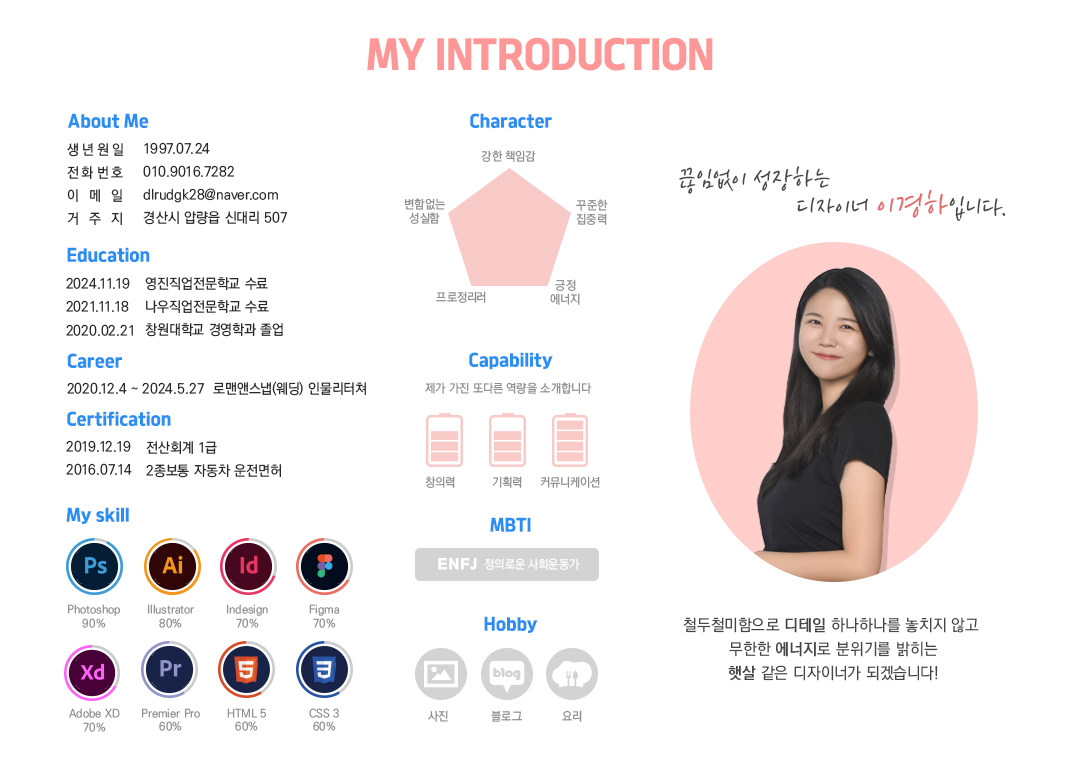 MY INTRODUCTION
About Me
생년원일 1997.07.24
전화번호 010.9016.7282
이 메 일 dlrudgk28@naver.com
거 주 지 경산시 압량읍 신대리 507
Education
2024.11.19 영진직업전문학교 수료
2021.11.18 나우직업전문학교 수료
2020.02.21 창원대학교 경영학과 졸업
Career
2020.12.4 ~ 2024.5.27 로맨앤스냅(웨딩) 인물리터쳐
Certification
2019.12.19 전산회계 1급
2016.07.14 2종보통 자동차 운전면허
My skill
Ps Ai Id
Photoshop Illustrator Indesign Figma
90% 80% 70% 70%
Xd Pr 5 3
Adobe XD Premier Pro HTML 5 CSS 3
70% 60% 60% 60%
Character
강한 책임감
변함없는
성실함
꾸준한
집중력
프로정리러
긍정
에너지
Capability
제가 가진 또다른 역량을 소개합니다
창의력 기획력 커뮤니케이션
MBTI
ENFJ 정의로운 사회운동가
Hobby
blog
사진 블로그 요리
끊임없이 성장하는
디자이너 이경하입니다.
철두철미함으로 디테일 하나하나를 놓치지 않고
무한한 에너지로 분위기를 밝히는
햇살 같은 디자이너가 되겠습니다!